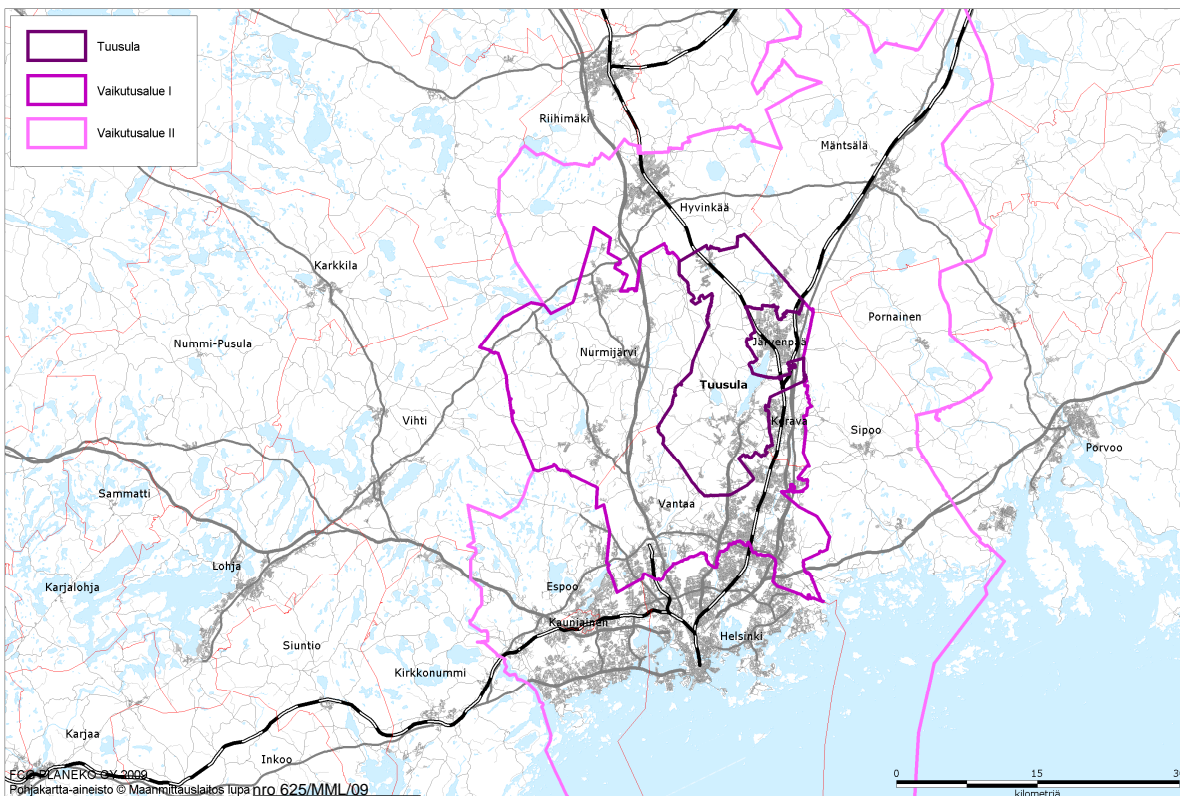 Tuusula
Vaikutusalue I
Vaikutusalue II
Riihimäki
Mäntsälä
Hyvinkää
Karkkila
Pornainen
Nummi-Pusula
Nurmijärvi
Järvenpää
Tuusula
Vihti
Kerava
Sipoo
Porvoo
Sammatti
Vantaa
Lohja
Karjalohja
Espoo
Kauniainen
Helsinki
Siuntio
Kirkkonummi
Karjaa
Inkoo
FCG PLANEKO OY 2009
Pohjakartta-aineisto © Maanmittauslaitos lupa nro 625/MML/09
0 15 30
kilometriä